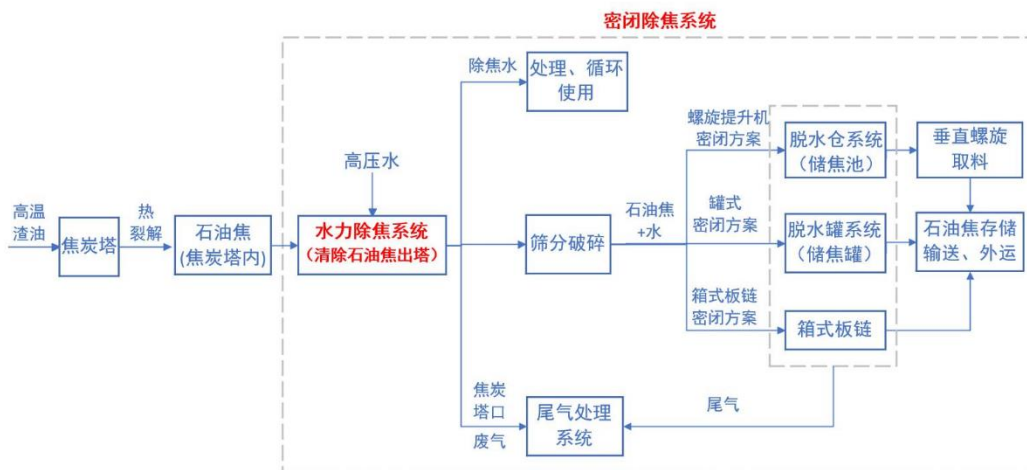 密闭除焦系统
除焦水
处理、循环
使用
螺旋提升机
密闭方案
脱水仓系统
（储焦池）
垂直螺旋
取料
高压水
高温
渣油
焦炭塔
热
裂解
石油焦
(焦炭塔内)
水力除焦系统
（清除石油焦出塔）
筛分破碎
石油焦
+水
罐式
密闭方案
脱水罐系统
（储焦罐）
石油焦存储
输送、外运
箱式板链
密闭方案
箱式板链
焦炭
塔口
废气
尾气处理
系统
尾气